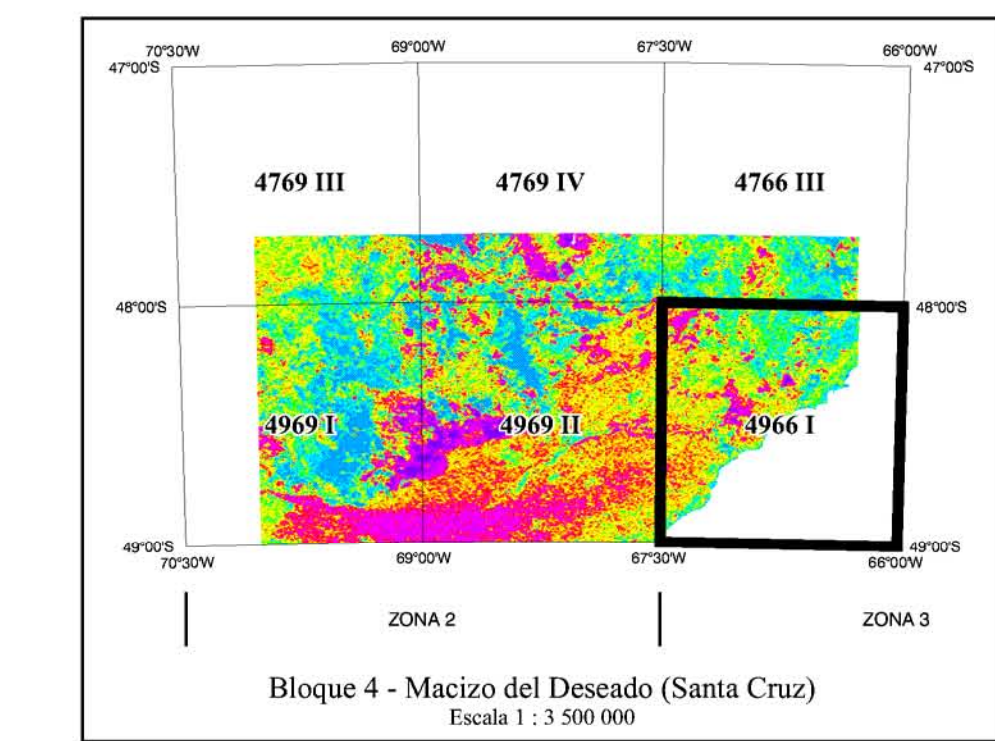 70°30'W 69°00'W 67°30'W 66°00'W
47°00'S 47°00'S
4769 III 4769 IV 4766 III
48°00'S 48°00'S
4969 I 4969 II 4966 I
49°00'S 49°00'S
70°30'W 69°00'W 67°30'W 66°00'W
ZONA 2 ZONA 3
Bloque 4 - Macizo del Deseado (Santa Cruz)
Escala 1 : 3 500 000